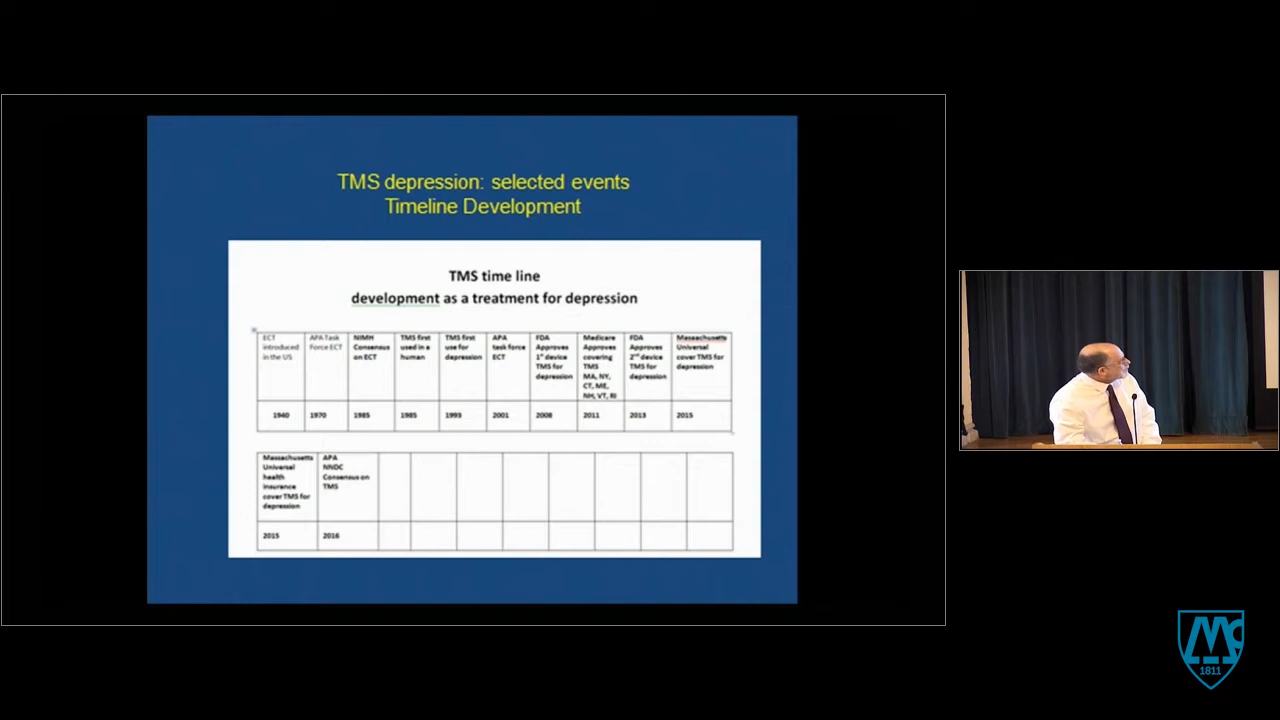 TMS depression: selected events
Timeline Development
TMS time line
development as a treatment for depression
ECT
introduced
in the US
APA Task
Force ECT
NIMH
Consensus
on ECT
TMS first
used in a
human
TMS first
use for
depression
APA
task force
ECT
FDA
Approves
1st device
TMS for
depression
Medicare
Approves
covering
TMS
MA, NY,
CT, ME,
NH, VT, RI
FDA
Approves
2nd device
TMS for
depression
Massachusetts
Universal
cover TMS for
depression
1940
1970
1985
1985
1993
2001
2008
2011
2013
2015
Massachusetts
Universal
health
insurance
cover TMS for
depression
APA
NNDC
Consensus on
TMS
2015
2016
1811